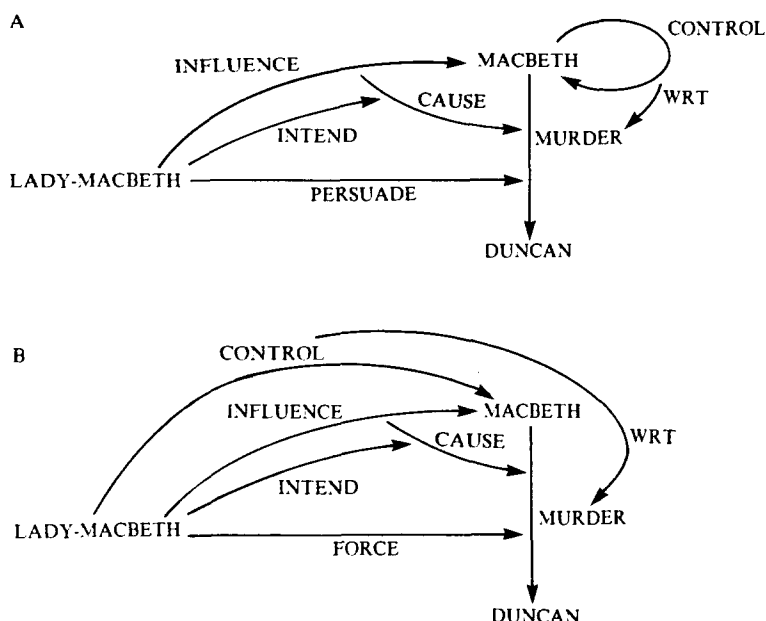 A
CONTROL
MACBETH
INFLUENCE
WRT
CAUSE
INTEND
MURDER
LADY-MACBETH
PERSUADE
DUNCAN
B
CONTROL
MACBETH
INFLUENCE
CAUSE
WRT
INTEND
MURDER
LADY-MACBETH
FORCE
DUNCAN